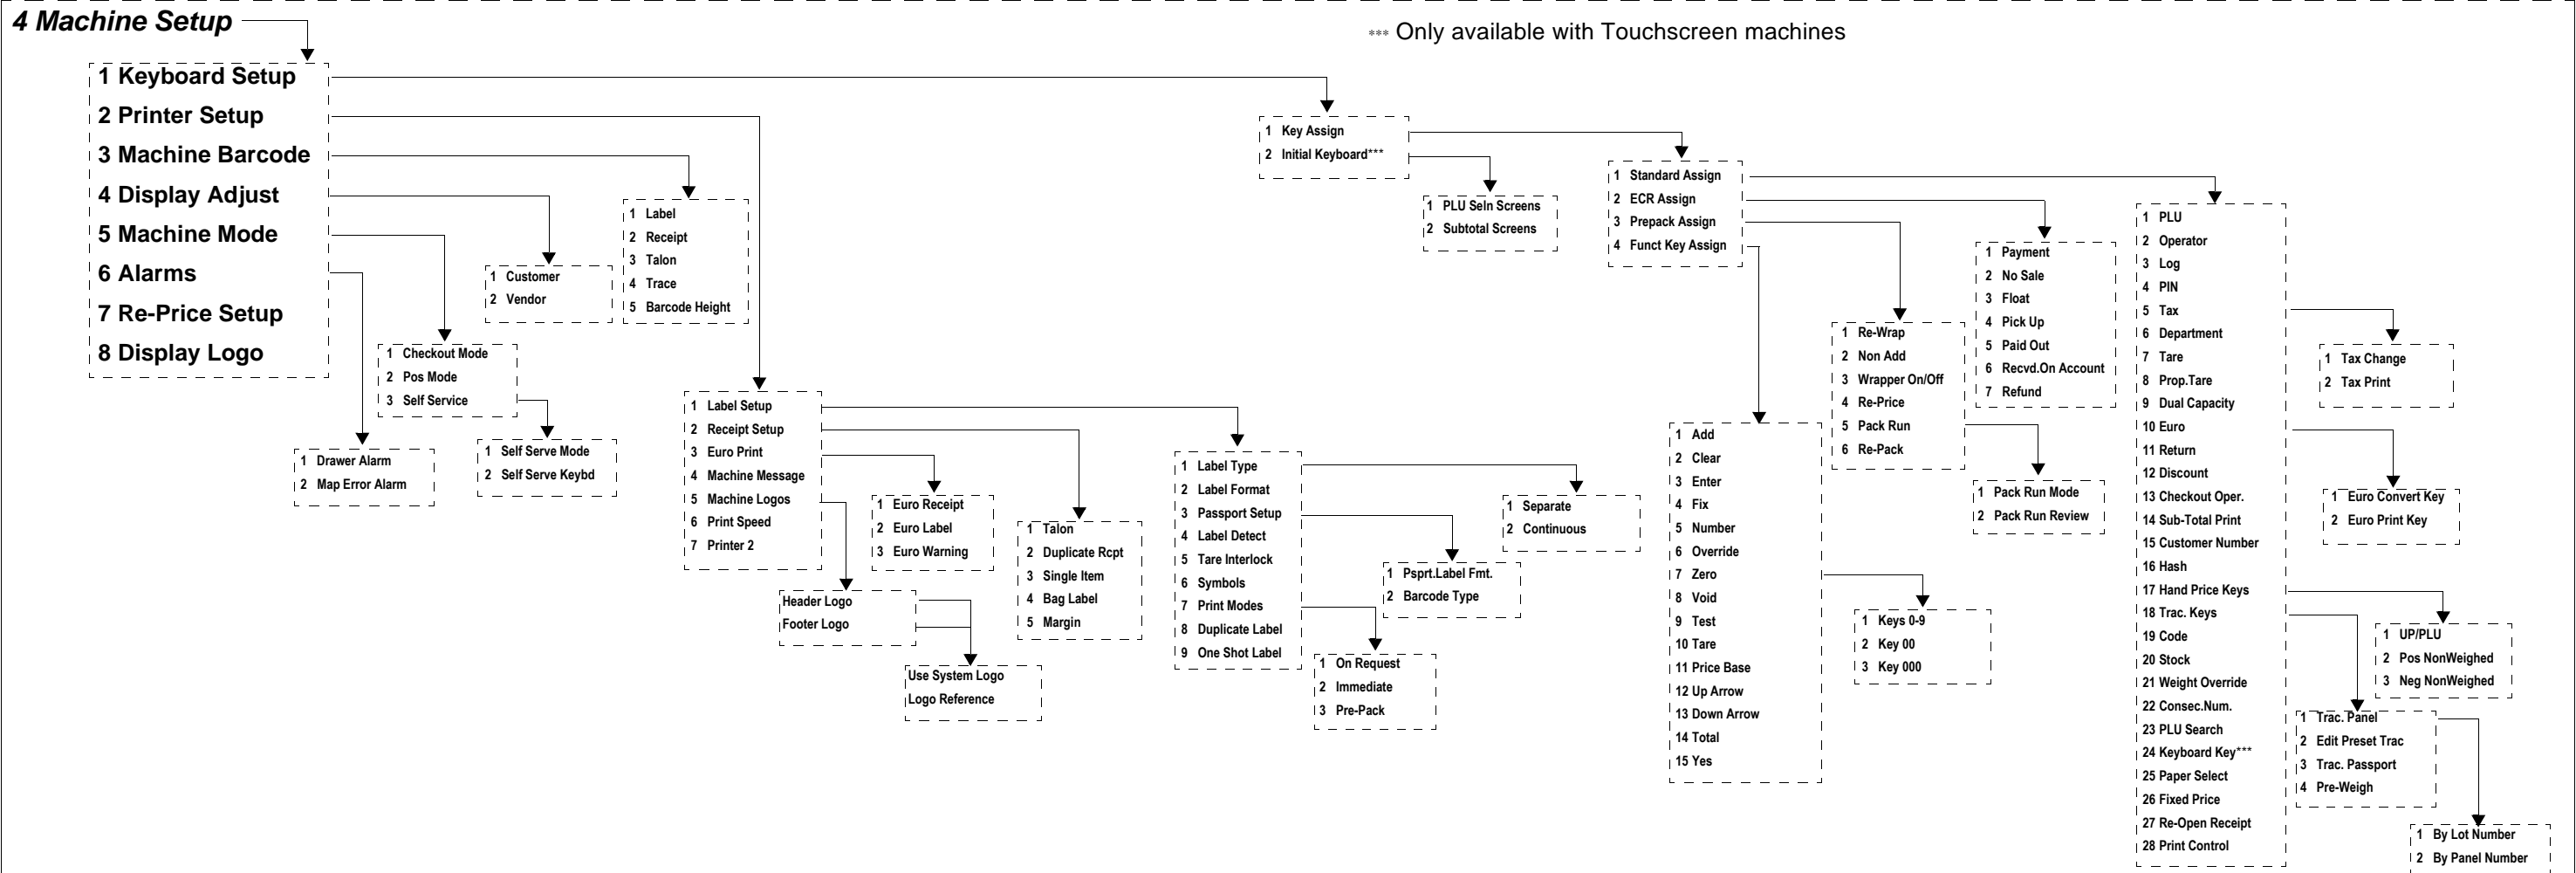 4 Machine Setup
*** Only available with Touchscreen machines
1 Keyboard Setup
2 Printer Setup
3 Machine Barcode
4 Display Adjust
5 Machine Mode
6 Alarms
7 Re-Price Setup
8 Display Logo
1 Drawer Alarm
2 Map Error Alarm
1 Checkout Mode
2 Pos Mode
3 Self Service
1 Self Serve Mode
2 Self Serve Keybd
1 Customer
2 Vendor
1 Label
2 Receipt
3 Talon
4 Trace
5 Barcode Height
1 Label Setup
2 Receipt Setup
3 Euro Print
4 Machine Message
5 Machine Logos
6 Print Speed
7 Printer 2
Header Logo
Footer Logo
Use System Logo
Logo Reference
1 Euro Receipt
2 Euro Label
3 Euro Warning
1 Talon
2 Duplicate Rcpt
3 Single Item
4 Bag Label
5 Margin
1 Label Type
2 Label Format
3 Passport Setup
4 Label Detect
5 Tare Interlock
6 Symbols
7 Print Modes
8 Duplicate Label
9 One Shot Label
1 Separate
2 Continuous
1 Psprt.Label Fmt.
2 Barcode Type
1 On Request
2 Immediate
3 Pre-Pack
1 Key Assign
2 Initial Keyboard***
1 PLU Seln Screens
2 Subtotal Screens
1 Standard Assign
2 ECR Assign
3 Prepack Assign
4 Funct Key Assign
1 Add
2 Clear
3 Enter
4 Fix
5 Number
6 Override
7 Zero
8 Void
9 Test
10 Tare
11 Price Base
12 Up Arrow
13 Down Arrow
14 Total
15 Yes
1 Keys 0-9
2 Key 00
3 Key 000
1 Re-Wrap
2 Non Add
3 Wrapper On/Off
4 Re-Price
5 Pack Run
6 Re-Pack
1 Pack Run Mode
2 Pack Run Review
1 Payment
2 No Sale
3 Float
4 Pick Up
5 Paid Out
6 Recvd.On Account
7 Refund
1 PLU
2 Operator
3 Log
4 PIN
5 Tax
6 Department
7 Tare
8 Prop.Tare
9 Dual Capacity
10 Euro
11 Return
12 Discount
13 Checkout Oper.
14 Sub-Total Print
15 Customer Number
16 Hash
17 Hand Price Keys
18 Trac. Keys
19 Code
20 Stock
21 Weight Override
22 Consec.Num.
23 PLU Search
24 Keyboard Key***
25 Paper Select
26 Fixed Price
27 Re-Open Receipt
28 Print Control
1 Tax Change
2 Tax Print
1 Euro Convert Key
2 Euro Print Key
1 UP/PLU
2 Pos NonWeighed
3 Neg NonWeighed
1 Trac. Panel
2 Edit Preset Trac
3 Trac. Passport
4 Pre-Weigh
1 By Lot Number
2 By Panel Number